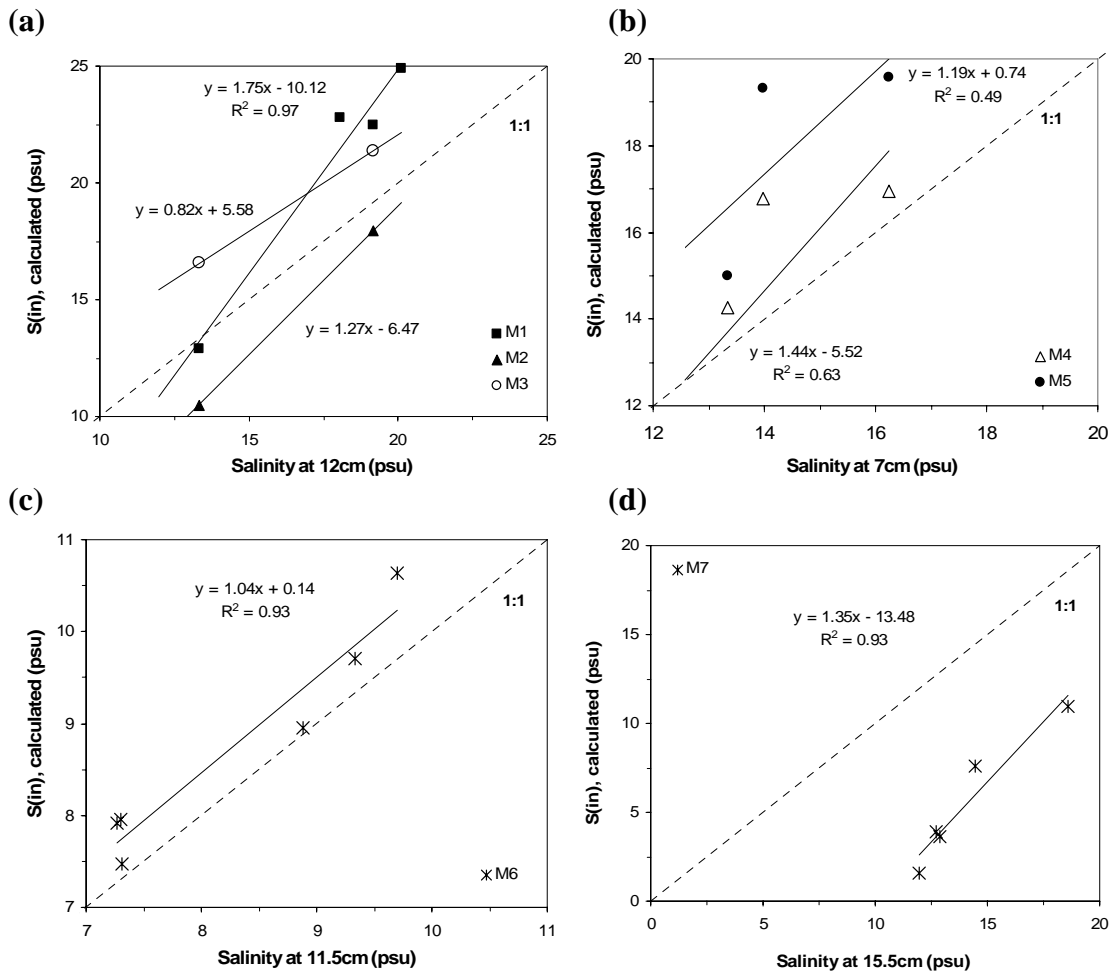 (a)
S(in), calculated (psu)
25
20
15
10
y = 1.75x - 10.12
R² = 0.97
1:1
y = 0.82x + 5.58
y = 1.27x - 6.47
M1
M2
M3
10 15 20 25
Salinity at 12cm (psu)
(b)
S(in), calculated (psu)
20
18
16
14
12
y = 1.19x + 0.74
R² = 0.49
1:1
y = 1.44x - 5.52
R² = 0.63
M4
M5
12 14 16 18 20
Salinity at 7cm (psu)
(c)
S(in), calculated (psu)
11
10
9
8
7
y = 1.04x + 0.14
R² = 0.93
1:1
M6
7 8 9 10 11
Salinity at 11.5cm (psu)
(d)
S(in), calculated (psu)
20
15
10
5
0
M7
y = 1.35x - 13.48
R² = 0.93
1:1
0 5 10 15 20
Salinity at 15.5cm (psu)